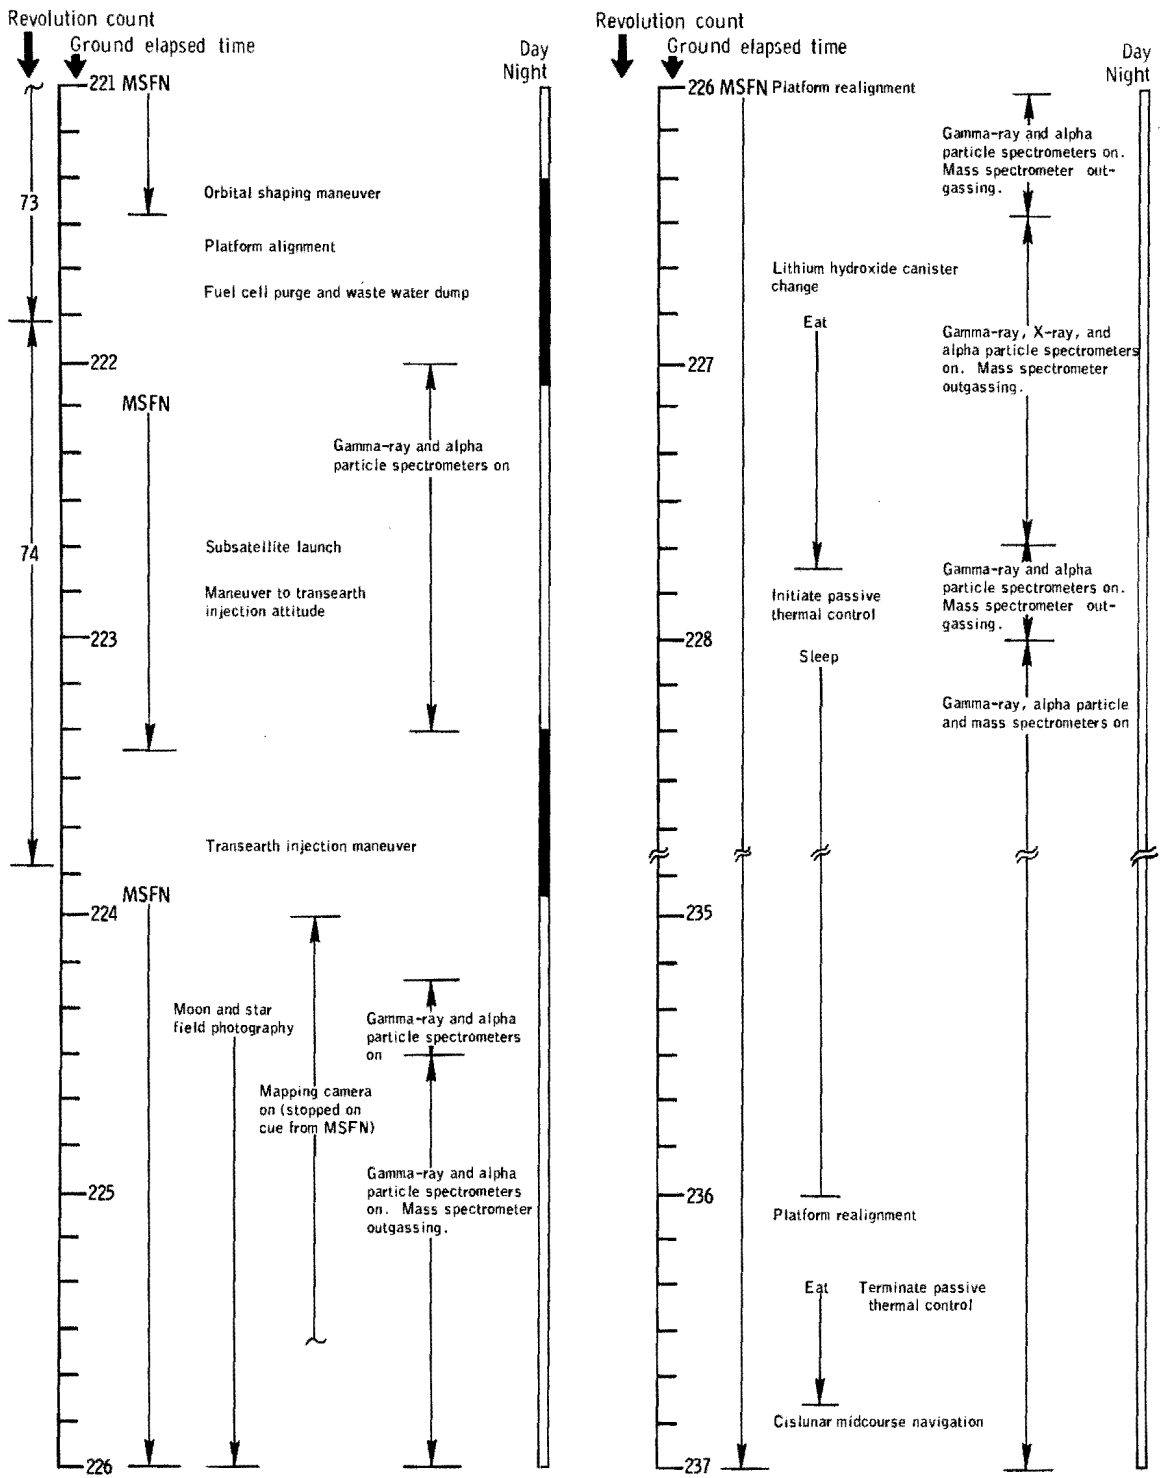 Revolution count
Ground elapsed time
Day
Night
221 MSFN
Orbital shaping maneuver
73
Platform alignment
Fuel cell purge and waste water dump
222
MSFN
Gamma-ray and alpha
particle spectrometers on
74
Subsatellite launch
Maneuver to transearth
injection attitude
223
Transearth injection maneuver
MSFN
224
Moon and star
field photography
Gamma-ray and alpha
particle spectrometers
on
Mapping camera
on (stopped on
cue from MSFN)
Gamma-ray and alpha
particle spectrometers
on. Mass spectrometer
outgassing.
225
226
Revolution count
Ground elapsed time
Day
Night
226 MSFN Platform realignment
Gamma-ray and alpha
particle spectrometers on.
Mass spectrometer out-
gassing.
Lithium hydroxide canister
change
Eat
Gamma-ray, X-ray, and
alpha particle spectrometers
on. Mass spectrometer
outgassing.
227
Gamma-ray and alpha
particle spectrometers on.
Mass spectrometer out-
gassing.
Initiate passive
thermal control
228
Sleep
Gamma-ray, alpha particle
and mass spectrometers on
235
236
Platform realignment
Eat Terminate passive
thermal control
Cislunar midcourse navigation
237